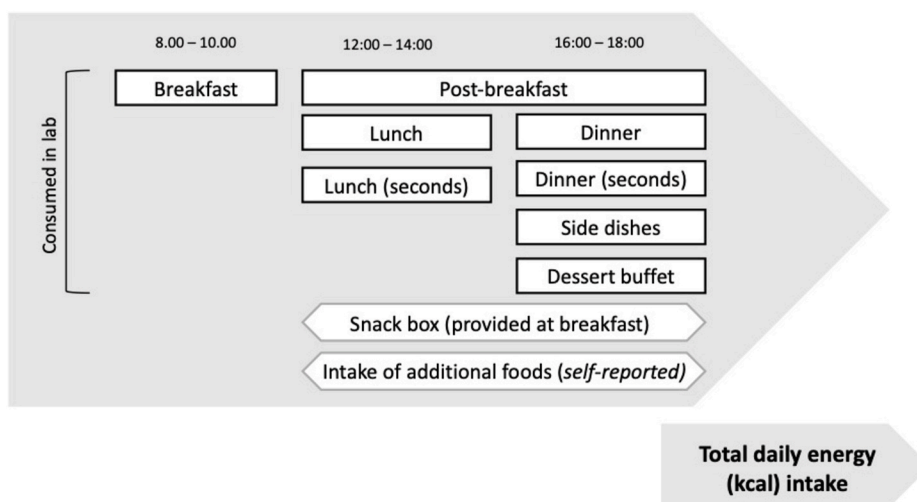 8.00 – 10.00
12:00 – 14:00
16:00 – 18:00
Consumed in lab
Breakfast
Post-breakfast
Lunch
Dinner
Lunch (seconds)
Dinner (seconds)
Side dishes
Dessert buffet
Snack box (provided at breakfast)
Intake of additional foods (self-reported)
Total daily energy
(kcal) intake